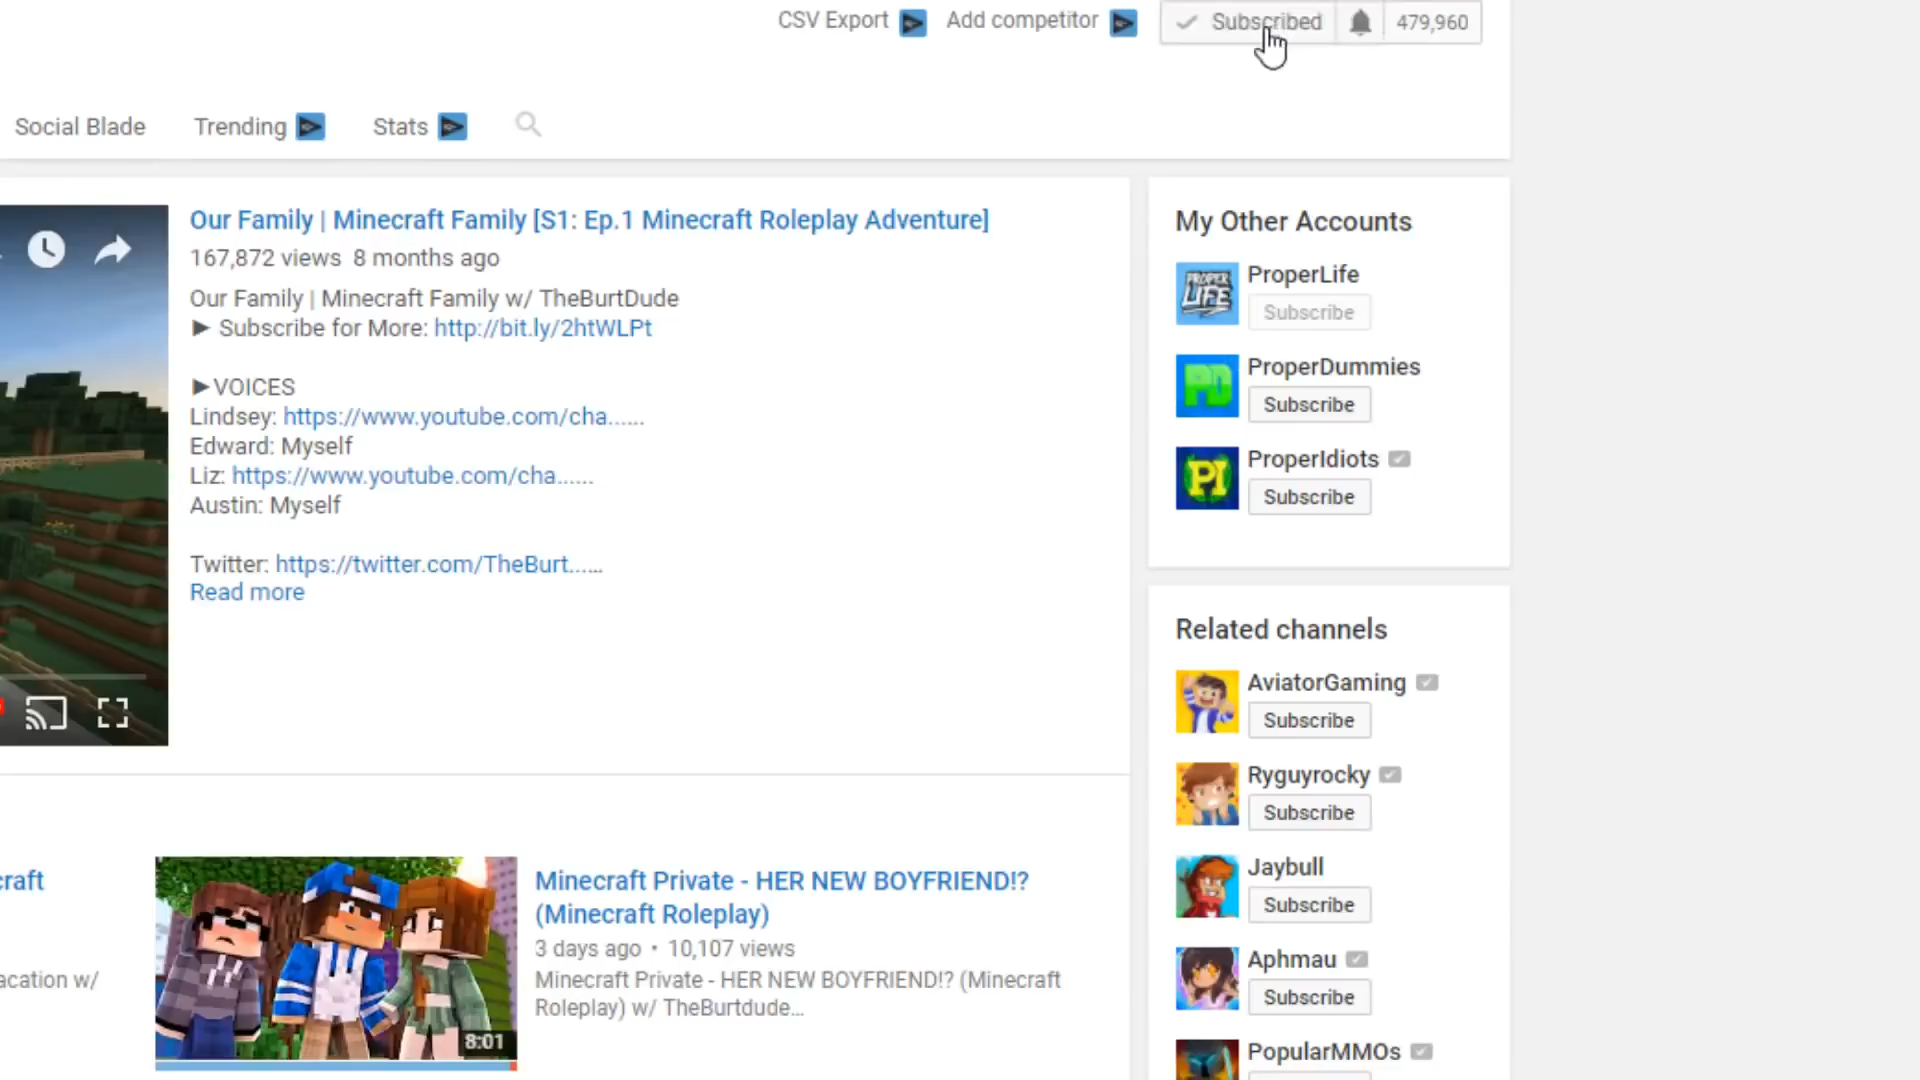 CSV Export
Add competitor
Subscribed
479,960
Social Blade
Trending
Stats
Our Family | Minecraft Family [S1: Ep.1 Minecraft Roleplay Adventure]
167,872 views 8 months ago
Our Family | Minecraft Family w/ TheBurtDude
► Subscribe for More: http://bit.ly/2htWLPt
►VOICES
Lindsey: https://www.youtube.com/cha......
Edward: Myself
Liz: https://www.youtube.com/cha......
Austin: Myself
Twitter: https://twitter.com/TheBurt......
Read more
My Other Accounts
PROPER LIFE
ProperLife
Subscribe
PD
ProperDummies
Subscribe
PI
ProperIdiots
Subscribe
Related channels
AviatorGaming
Subscribe
Ryguyrocky
Subscribe
Jaybull
Subscribe
Aphmau
Subscribe
PopularMMOs
craft
acation w/
8:01
Minecraft Private - HER NEW BOYFRIEND!?
(Minecraft Roleplay)
3 days ago • 10,107 views
Minecraft Private - HER NEW BOYFRIEND!? (Minecraft
Roleplay) w/ TheBurtdude...